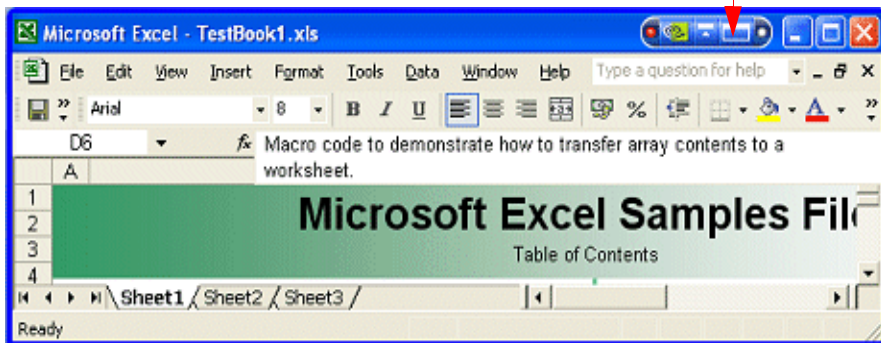 Microsoft Excel - TestBook1.xls
File Edit View Insert Format Tools Data Window Help Type a question for help
Arial 8 B I U %
D6 fx Macro code to demonstrate how to transfer array contents to a
worksheet.
A
1
2
3
4
Microsoft Excel Samples File
Table of Contents
Sheet1 Sheet2 Sheet3
Ready